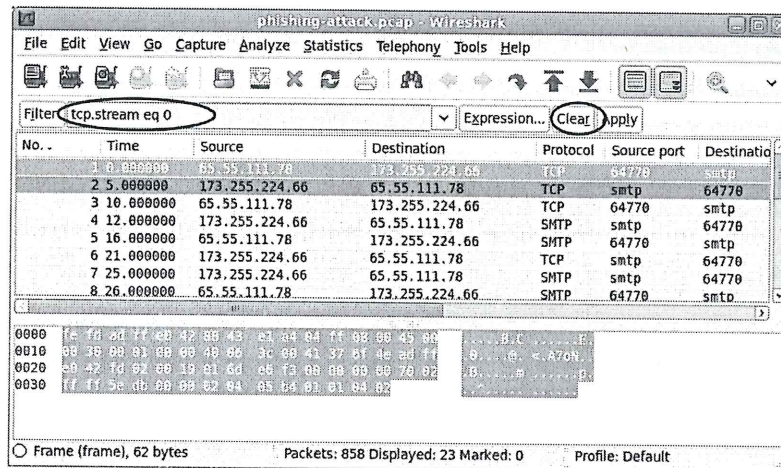 phishing-attack.pcap - Wireshark
File Edit View Go Capture Analyze Statistics Telephony Tools Help
Filter tcp.stream eq 0 Expression... Clear Apply
No. . Time Source Destination Protocol Source port Destinatio
1 0.000000 65.55.111.78 173.255.224.66 TCP 64770 smtp
2 5.000000 173.255.224.66 65.55.111.78 TCP smtp 64770
3 10.000000 65.55.111.78 173.255.224.66 TCP 64770 smtp
4 12.000000 173.255.224.66 65.55.111.78 SMTP smtp 64770
5 16.000000 65.55.111.78 173.255.224.66 SMTP 64770 smtp
6 21.000000 173.255.224.66 65.55.111.78 TCP smtp 64770
7 25.000000 173.255.224.66 65.55.111.78 SMTP smtp 64770
8 26.000000 65.55.111.78 173.255.224.66 SMTP 64770 smtp
0000
0010
0020
0030
Frame (frame), 62 bytes Packets: 858 Displayed: 23 Marked: 0 Profile: Default